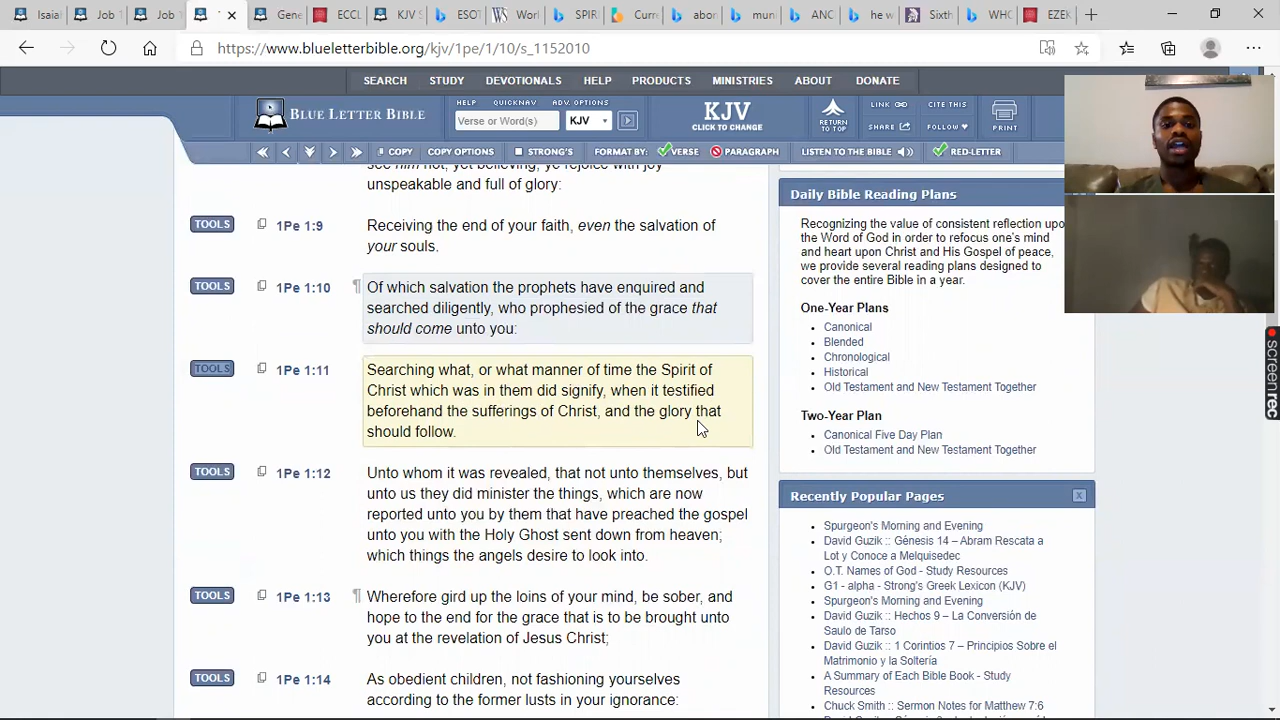 Isaia
Job 1
Job 1
1
Gene
ECCL
KJV S
ESOT
Worl
SPIR
Curre
abor
mun
ANC
he w
Sixth
WHO
EZEK
https://www.blueletterbible.org/kjv/1pe/1/10/s_1152010
SEARCH STUDY DEVOTIONALS HELP PRODUCTS MINISTRIES ABOUT DONATE
BLUE LETTER BIBLE
HELP QUICKNAV ADV. OPTIONS
Verse or Word(s) KJV
KJV
CLICK TO CHANGE
RETURN
TO TOP
LINK CITE THIS
SHARE FOLLOW
PRINT
COPY COPY OPTIONS STRONG'S FORMAT BY: VERSE PARAGRAPH LISTEN TO THE BIBLE RED-LETTER
see him not, yet believing, ye rejoice with joy
unspeakable and full of glory:
TOOLS 1Pe 1:9 Receiving the end of your faith, even the salvation of
your souls.
TOOLS 1Pe 1:10 ¶ Of which salvation the prophets have enquired and
searched diligently, who prophesied of the grace that
should come unto you:
TOOLS 1Pe 1:11 Searching what, or what manner of time the Spirit of
Christ which was in them did signify, when it testified
beforehand the sufferings of Christ, and the glory that
should follow.
TOOLS 1Pe 1:12 Unto whom it was revealed, that not unto themselves, but
unto us they did minister the things, which are now
reported unto you by them that have preached the gospel
unto you with the Holy Ghost sent down from heaven;
which things the angels desire to look into.
TOOLS 1Pe 1:13 ¶ Wherefore gird up the loins of your mind, be sober, and
hope to the end for the grace that is to be brought unto
you at the revelation of Jesus Christ;
TOOLS 1Pe 1:14 As obedient children, not fashioning yourselves
according to the former lusts in your ignorance:
Daily Bible Reading Plans
Recognizing the value of consistent reflection upo
the Word of God in order to refocus one's mind
and heart upon Christ and His Gospel of peace,
we provide several reading plans designed to
cover the entire Bible in a year.
One-Year Plans
• Canonical
• Blended
• Chronological
• Historical
• Old Testament and New Testament Together
Two-Year Plan
• Canonical Five Day Plan
• Old Testament and New Testament Together
Recently Popular Pages x
• Spurgeon's Morning and Evening
• David Guzik :: Génesis 14 – Abram Rescata a
Lot y Conoce a Melquisedec
• O.T. Names of God - Study Resources
• G1 - alpha - Strong's Greek Lexicon (KJV)
• Spurgeon's Morning and Evening
• David Guzik :: Hechos 9 – La Conversión de
Saulo de Tarso
• David Guzik :: 1 Corintios 7 – Principios Sobre el
Matrimonio y la Soltería
• A Summary of Each Bible Book - Study
Resources
• Chuck Smith :: Sermon Notes for Matthew 7:6
screenrec